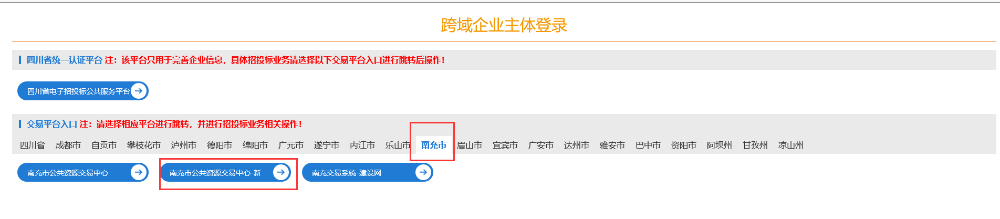 跨域企业主体登录
四川省统一认证平台 注：该平台只用于完善企业信息，具体招投标业务请选择以下交易平台入口进行跳转后操作！
四川省电子招投标公共服务平台
交易平台入口 注：请选择相应平台进行跳转，并进行招投标业务相关操作！
四川省 成都市 自贡市 攀枝花市 泸州市 德阳市 绵阳市 广元市 遂宁市 内江市 乐山市 南充市 眉山市 宜宾市 广安市 达州市 雅安市 巴中市 资阳市 阿坝州 甘孜州 凉山州
南充市公共资源交易中心 南充市公共资源交易中心-新 南充交易系统-建设网